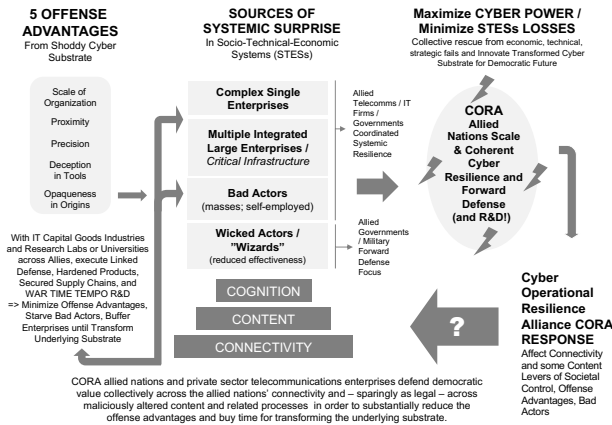 5 OFFENSE
ADVANTAGES
From Shoddy Cyber
Substrate
Scale of
Organization
Proximity
Precision
Deception
in Tools
Opaqueness
in Origins
With IT Capital Goods Industries
and Research Labs or Universities
across Allies, execute Linked
Defense, Hardened Products,
Secured Supply Chains, and
WAR TIME TEMPO R&D
=> Minimize Offense Advantages,
Starve Bad Actors, Buffer
Enterprises until Transform
Underlying Substrate
SOURCES OF
SYSTEMIC SURPRISE
In Socio-Technical-Economic
Systems (STESs)
Complex Single
Enterprises
Multiple Integrated
Large Enterprises /
Critical Infrastructure
Bad Actors
(masses; self-employed)
Wicked Actors /
”Wizards”
(reduced effectiveness)
COGNITION
CONTENT
CONNECTIVITY
Allied
Telecomms / IT
Firms /
Governments
Coordinated
Systemic
Resilience
Allied
Governments
/ Military
Forward
Defense
Focus
Maximize CYBER POWER /
Minimize STESs LOSSES
Collective rescue from economic, technical,
strategic fails and Innovate Transformed Cyber
Substrate for Democratic Future
CORA
Allied
Nations Scale
& Coherent
Cyber
Resilience and
Forward
Defense
(and R&D!)
?
Cyber
Operational
Resilience
Alliance CORA
RESPONSE
Affect Connectivity
and some Content
Levels of Societal
Control, Offense
Advantages, Bad
Actors
CORA allied nations and private sector telecommunications enterprises defend democratic
value collectively across the allied nations’ connectivity and – sparingly as legal – across
maliciously altered content and related processes in order to substantially reduce the
offense advantages and buy time for transforming the underlying substrate.